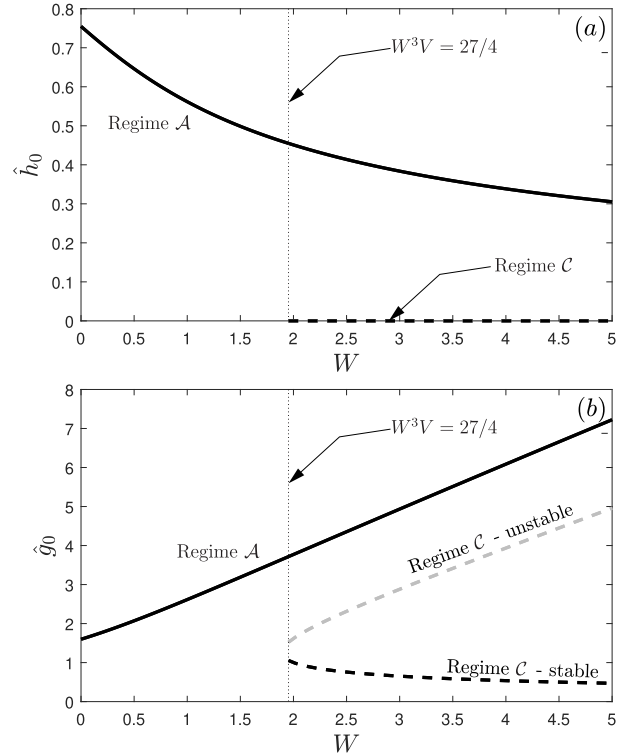 (a)
0.8
0.7
0.6
0.5
0.4
0.3
0.2
0.1
0
ĥ₀
W³V = 27/4
Regime 𝒜
Regime 𝒞
0 0.5 1 1.5 2 2.5 3 3.5 4 4.5 5
W
(b)
8
7
6
5
4
3
2
1
0
ĝ₀
W³V = 27/4
Regime 𝒜
Regime 𝒞 - unstable
Regime 𝒞 - stable
0 0.5 1 1.5 2 2.5 3 3.5 4 4.5 5
W